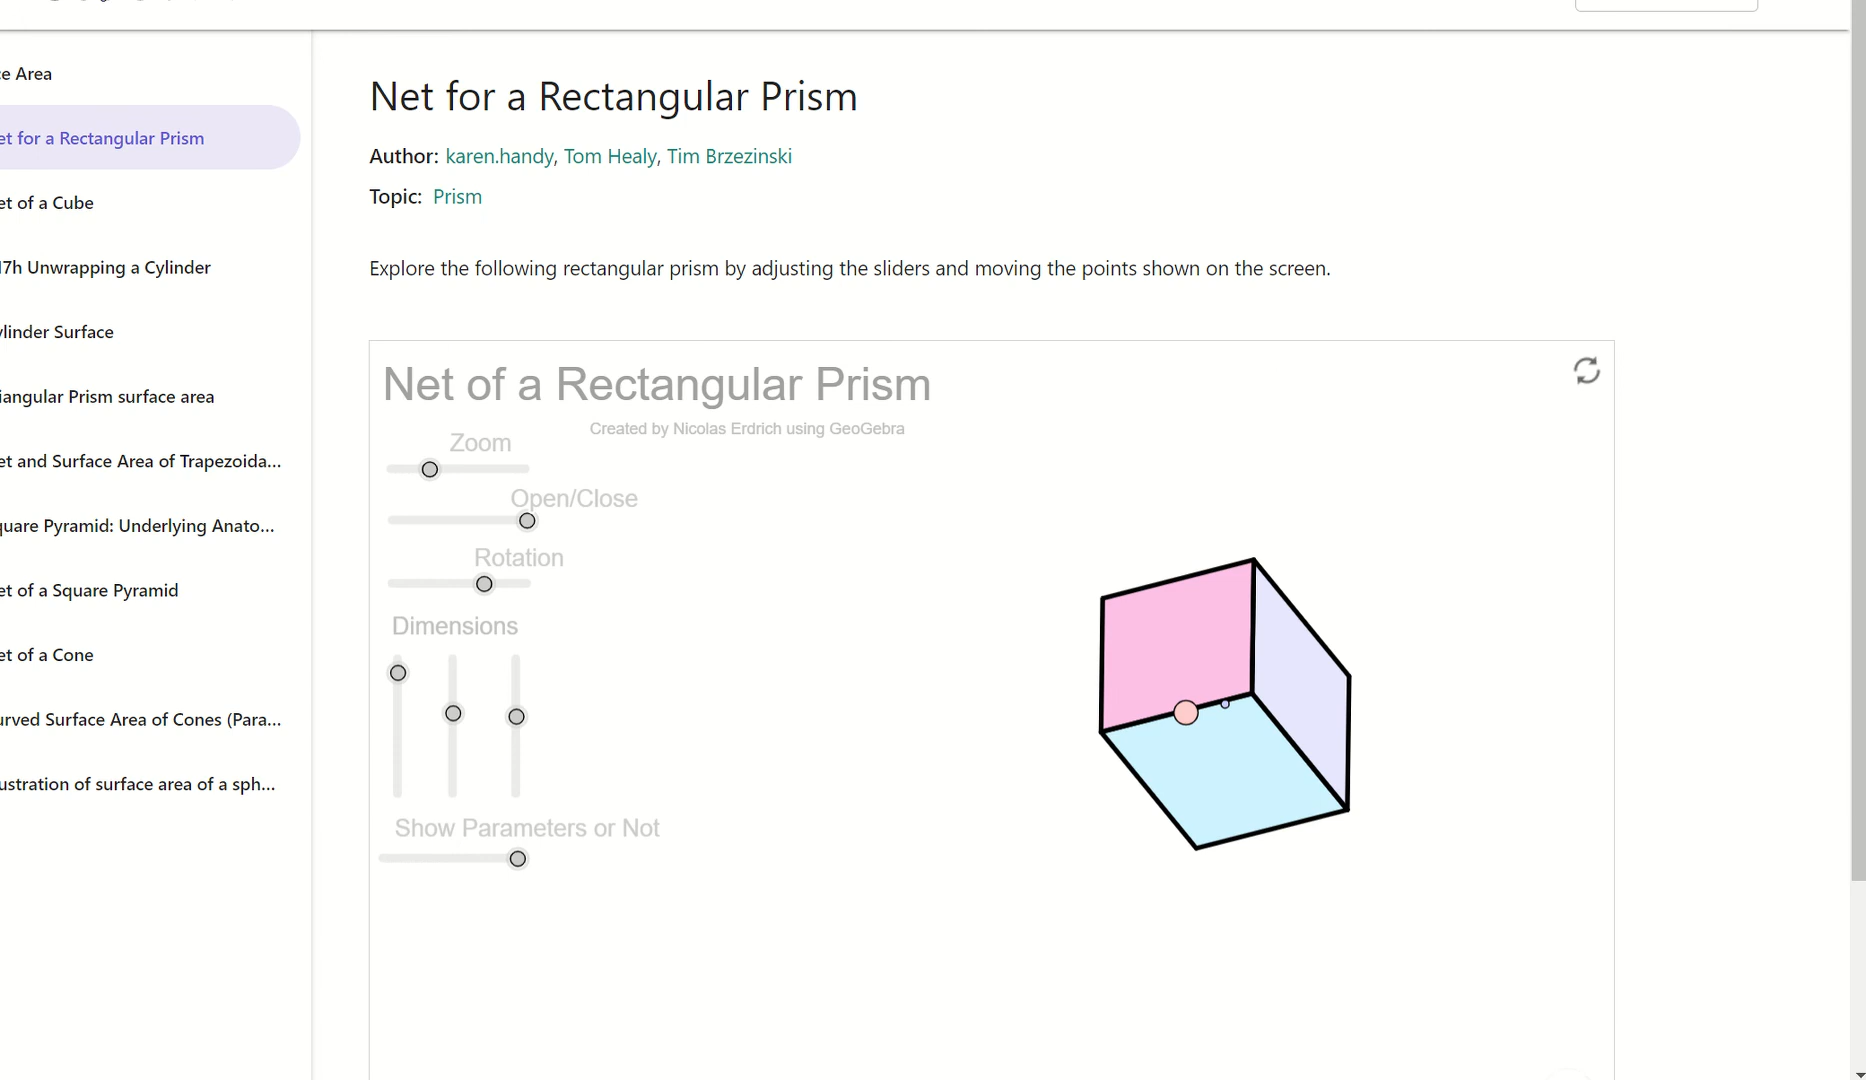 Net for a Rectangular Prism
Author: karen.handy, Tom Healy, Tim Brzezinski
Topic: Prism
Explore the following rectangular prism by adjusting the sliders and moving the points shown on the screen.
ce Area
et for a Rectangular Prism
et of a Cube
17h Unwrapping a Cylinder
ylinder Surface
iangular Prism surface area
et and Surface Area of Trapezoida...
quare Pyramid: Underlying Anato...
et of a Square Pyramid
et of a Cone
urved Surface Area of Cones (Para...
ustration of surface area of a sph...
Net of a Rectangular Prism
Created by Nicolas Erdrich using GeoGebra
Zoom
Open/Close
Rotation
Dimensions
Show Parameters or Not